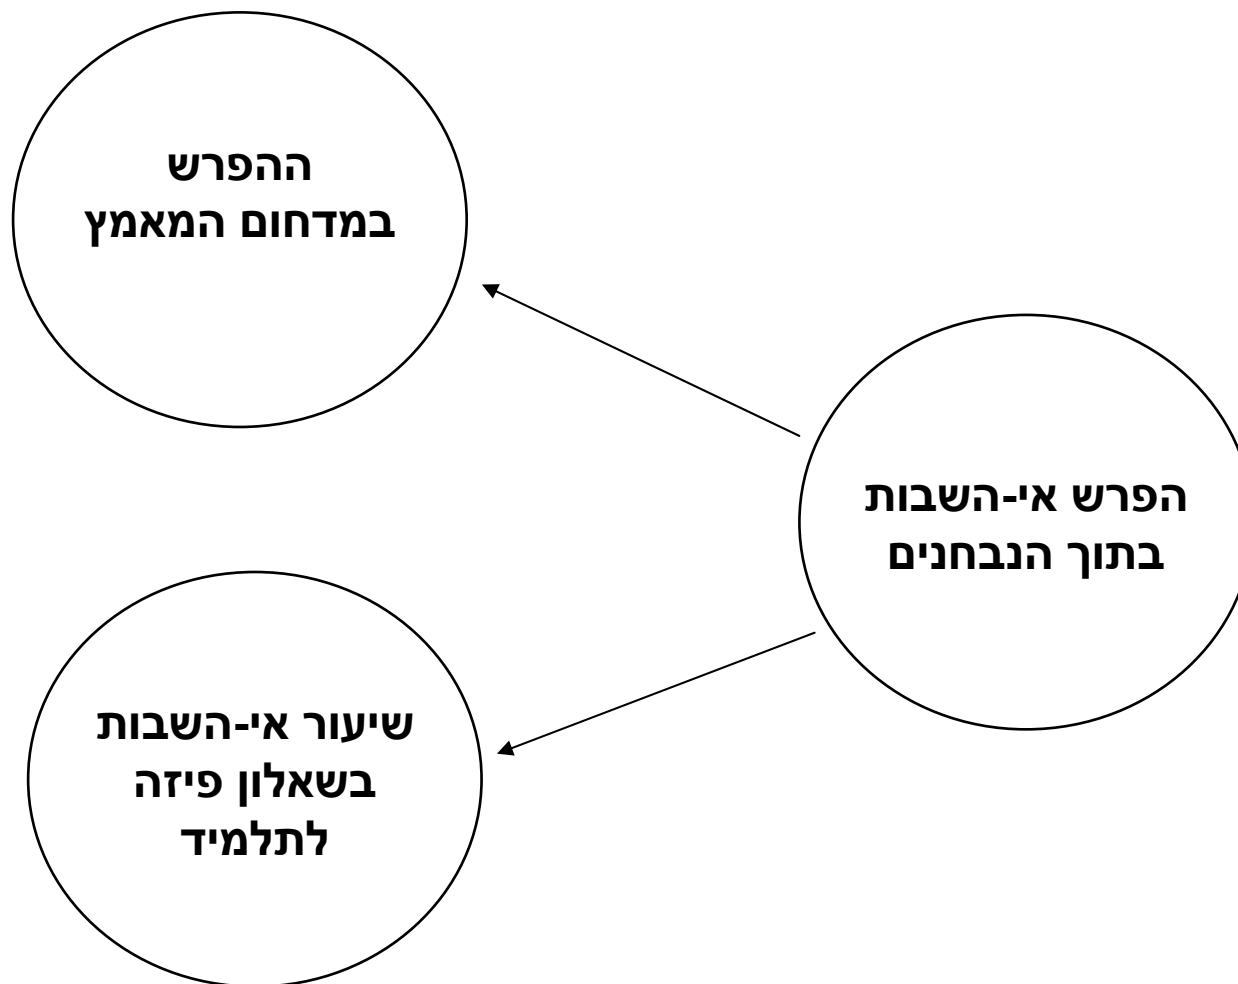 ההפרש
במדחום המאמץ
הפרש אי-השבות
בתוך הנבחנים
שיעור אי-השבות
בשאלון פיזה
לתלמיד